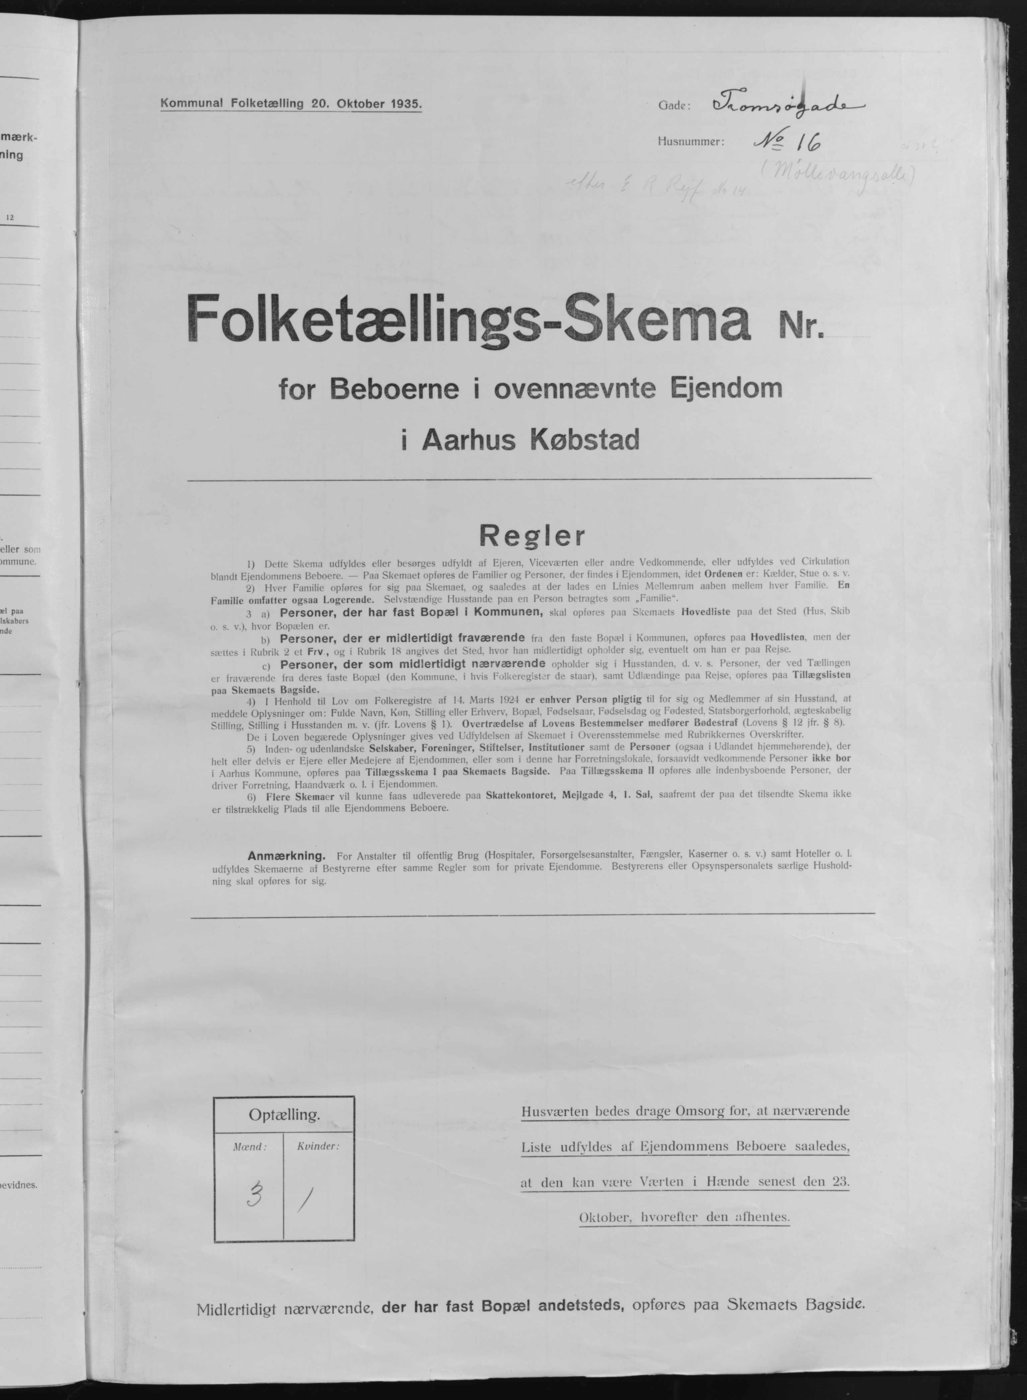 mærk-
ning
12
eller som
ommune.
æl paa
lskabers
nde
evidnes.
Kommunal Folketælling 20. Oktober 1935.
Gade: Tromsøgade
Husnummer: No 16
(Møllevangsalle)
efter E R
Folketællings-Skema Nr.
for Beboerne i ovennævnte Ejendom
i Aarhus Købstad
Regler
1) Dette Skema udfyldes eller besørges udfyldt af Ejeren, Viceværten eller andre Vedkommende, eller udfyldes ved Cirkulation
blandt Ejendommens Beboere. — Paa Skemaet opføres de Familier og Personer, der findes i Ejendommen, idet Ordenen er: Kælder, Stue o. s. v.
2) Hver Familie opføres for sig paa Skemaet, og saaledes at der lades en Linies Mellemrum aaben mellem hver Familie. En
Familie omfatter ogsaa Logerende. Selvstændige Husstande paa en Person betragtes som „Familie“.
3 a) Personer, der har fast Bopæl i Kommunen, skal opføres paa Skemaets Hovedliste paa det Sted (Hus, Skib
o. s. v.), hvor Bopælen er.
b) Personer, der er midlertidigt fraværende fra den faste Bopæl i Kommunen, opføres paa Hovedlisten, men der
sættes i Rubrik 2 et Frv., og i Rubrik 18 angives det Sted, hvor han midlertidigt opholder sig, eventuelt om han er paa Rejse.
c) Personer, der som midlertidigt nærværende opholder sig i Husstanden, d. v. s. Personer, der ved Tællingen
er fraværende fra deres faste Bopæl (den Kommune, i hvis Folkeregister de staar), samt Udlændinge paa Rejse, opføres paa Tillægslisten
paa Skemaets Bagside.
4) I Henhold til Lov om Folkeregistre af 14. Marts 1924 er enhver Person pligtig til for sig og Medlemmer af sin Husstand, at
meddele Oplysninger om: Fulde Navn, Køn, Stilling eller Erhverv, Bopæl, Fødselsaar, Fødselsdag og Fødested, Statsborgerforhold, ægteskabelig
Stilling, Stilling i Husstanden m. v. (jfr. Lovens § 1). Overtrædelse af Lovens Bestemmelser medfører Bødestraf (Lovens § 12 jfr. § 8).
De i Loven begærede Oplysninger gives ved Udfyldelsen af Skemaet i Overensstemmelse med Rubrikkernes Overskrifter.
5) Inden- og udenlandske Selskaber, Foreninger, Stiftelser, Institutioner samt de Personer (ogsaa i Udlandet hjemmehørende), der
helt eller delvis er Ejere eller Medejere af Ejendommen, eller som i denne har Forretningslokale, forsaavidt vedkommende Personer ikke bor
i Aarhus Kommune, opføres paa Tillægsskema I paa Skemaets Bagside. Paa Tillægsskema II opføres alle indenbysboende Personer, der
driver Forretning, Haandværk o. l. i Ejendommen.
6) Flere Skemaer vil kunne faas udleverede paa Skattekontoret, Mejlgade 4, 1. Sal, saafremt der paa det tilsendte Skema ikke
er tilstrækkelig Plads til alle Ejendommens Beboere.
Anmærkning. For Anstalter til offentlig Brug (Hospitaler, Forsørgelsesanstalter, Fængsler, Kaserner o. s. v.) samt Hoteller o. l.
udfyldes Skemaerne af Bestyrerne efter samme Regler som for private Ejendomme. Bestyrerens eller Opsynspersonalets særlige Hushold-
ning skal opføres for sig.
Optælling.
Mænd: Kvinder:
3 1
Husværten bedes drage Omsorg for, at nærværende
Liste udfyldes af Ejendommens Beboere saaledes,
at den kan være Værten i Hænde senest den 23.
Oktober, hvorefter den afhentes.
Midlertidigt nærværende, der har fast Bopæl andetsteds, opføres paa Skemaets Bagside.